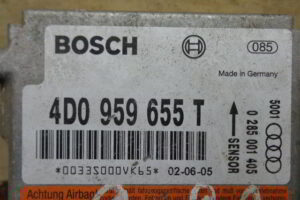 BOSCH
085
Made in Germany
4D0 959 655 T
5001
0 285 001 405
SENSOR
*0033S000VK45*
02-06-05
Achtung Airbag